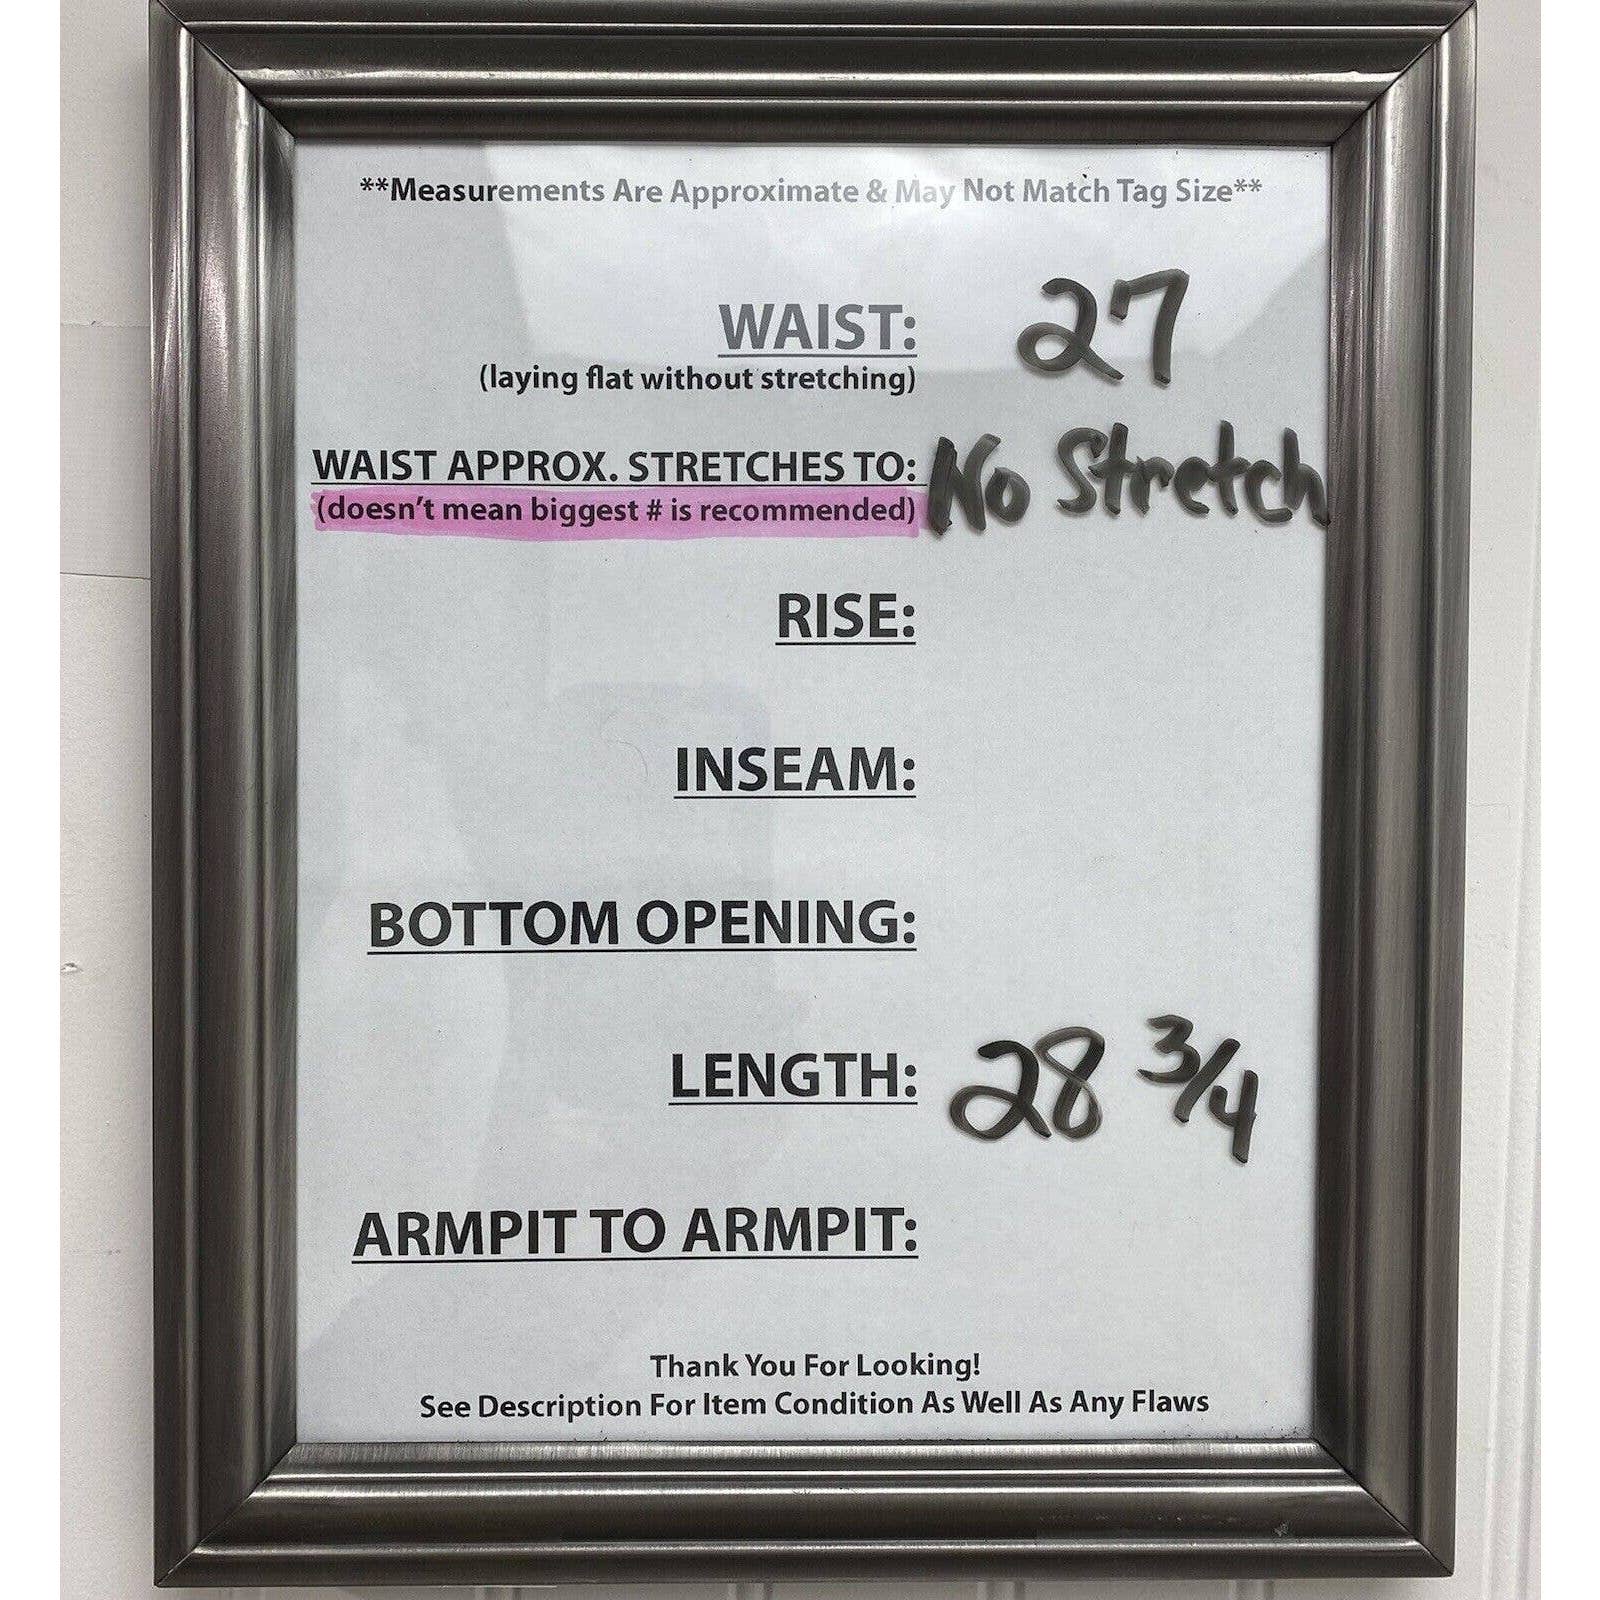 **Measurements Are Approximate & May Not Match Tag Size**
WAIST: 27
(laying flat without stretching)
WAIST APPROX. STRETCHES TO: No Stretch
(doesn't mean biggest # is recommended)
RISE:
INSEAM:
BOTTOM OPENING:
LENGTH: 28 3/4
ARMPIT TO ARMPIT:
Thank You For Looking!
See Description For Item Condition As Well As Any Flaws